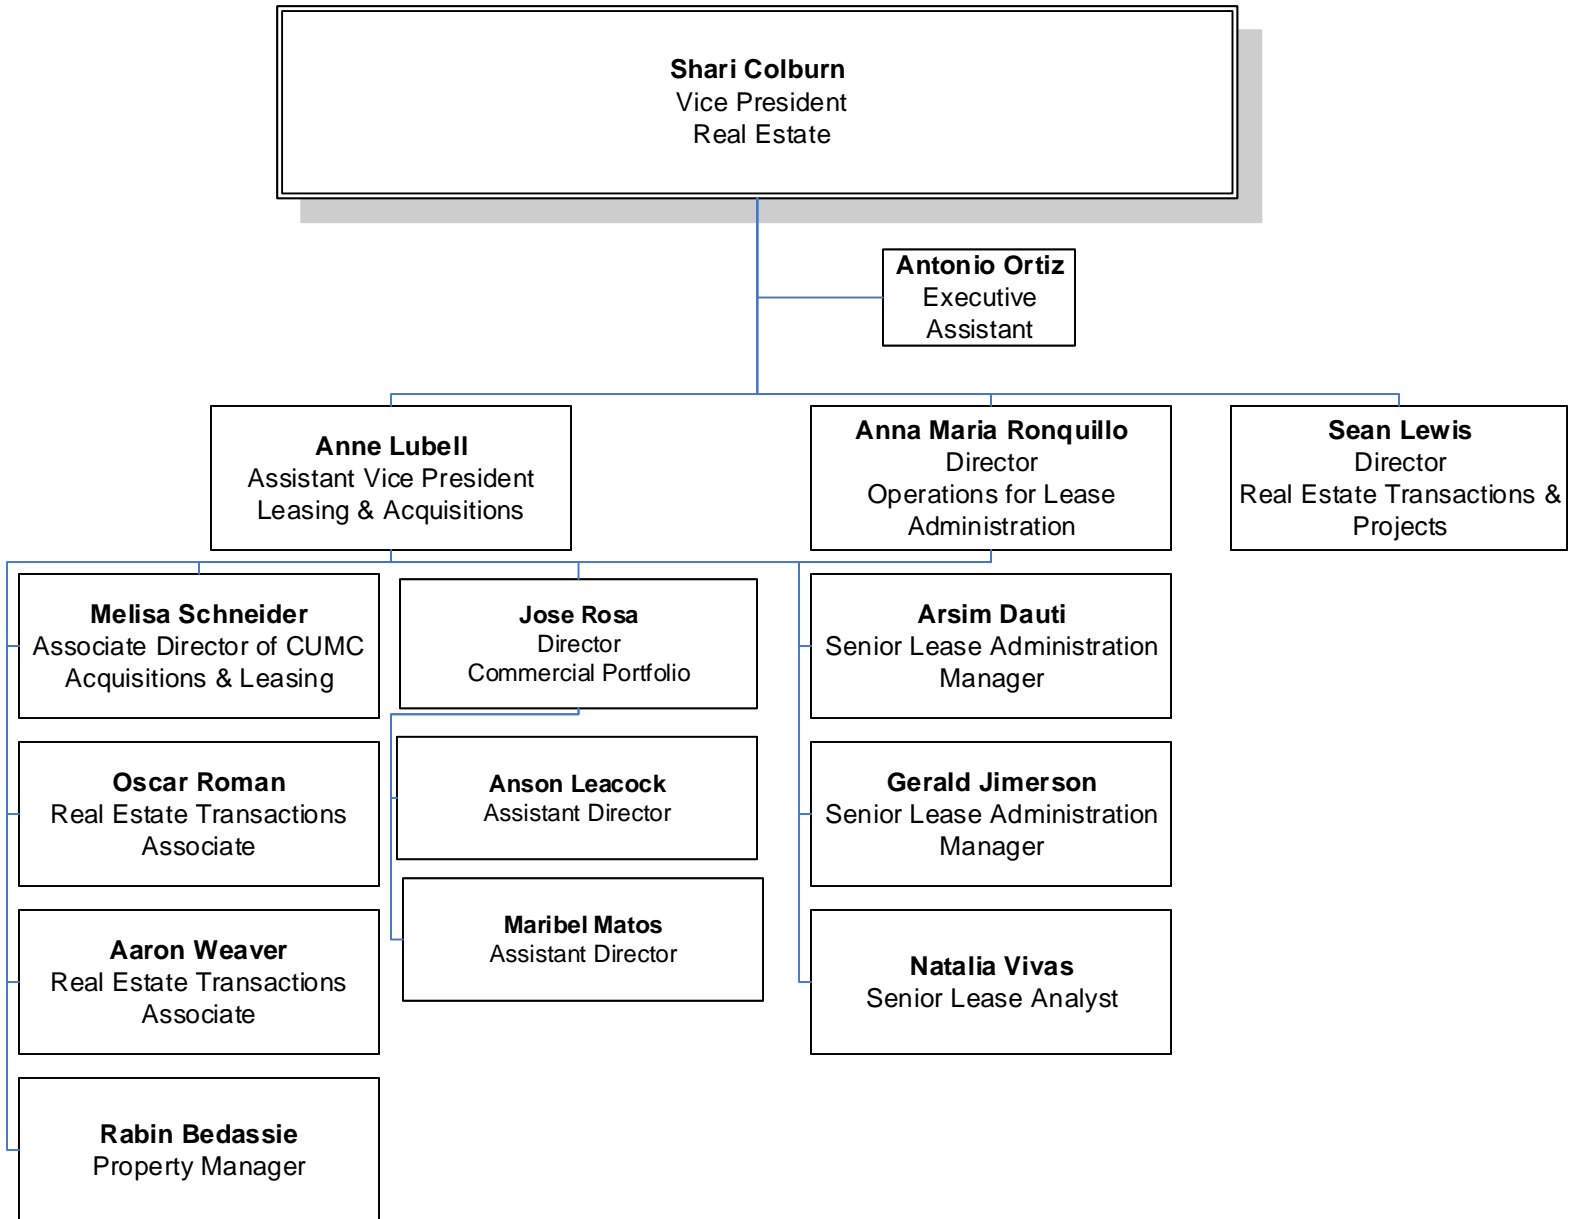 Shari Colburn
Vice President
Real Estate
Antonio Ortiz
Executive
Assistant
Anne Lubell
Assistant Vice President
Leasing & Acquisitions
Anna Maria Ronquillo
Director
Operations for Lease
Administration
Sean Lewis
Director
Real Estate Transactions &
Projects
Melisa Schneider
Associate Director of CUMC
Acquisitions & Leasing
Jose Rosa
Director
Commercial Portfolio
Arsim Dauti
Senior Lease Administration
Manager
Oscar Roman
Real Estate Transactions
Associate
Anson Leacock
Assistant Director
Gerald Jimerson
Senior Lease Administration
Manager
Aaron Weaver
Real Estate Transactions
Associate
Maribel Matos
Assistant Director
Natalia Vivas
Senior Lease Analyst
Rabin Bedassie
Property Manager